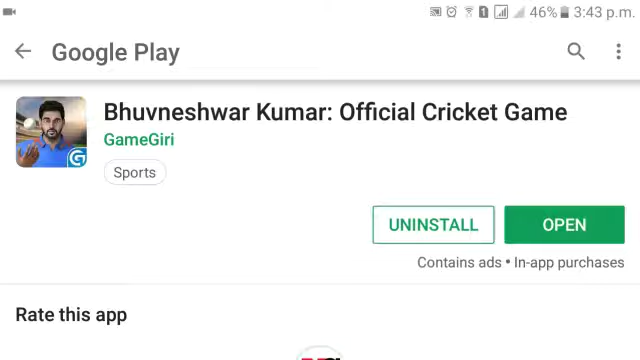 46% 3:43 p.m.
Google Play
Bhuvneshwar Kumar: Official Cricket Game
GameGiri
Sports
UNINSTALL
OPEN
Contains ads • In-app purchases
Rate this app